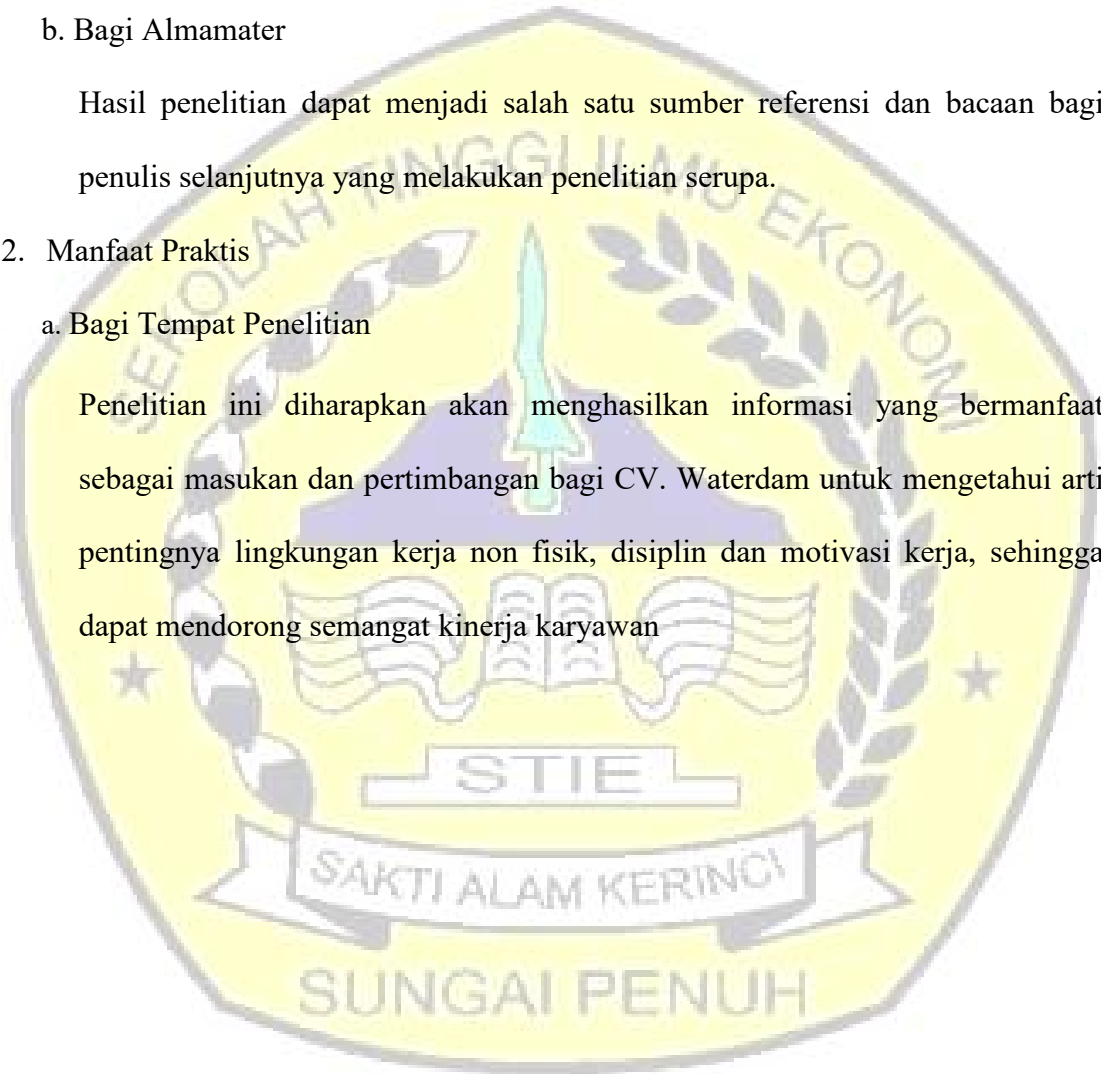 b. Bagi Almamater
Hasil penelitian dapat menjadi salah satu sumber referensi dan bacaan bagi
penulis selanjutnya yang melakukan penelitian serupa.
2. Manfaat Praktis
a. Bagi Tempat Penelitian
Penelitian ini diharapkan akan menghasilkan informasi yang bermanfaat
sebagai masukan dan pertimbangan bagi CV. Waterdam untuk mengetahui arti
pentingnya lingkungan kerja non fisik, disiplin dan motivasi kerja, sehingga
dapat mendorong semangat kinerja karyawan
SEKOLAH TINGGI ILMU EKONOMI
STIE
SAKTI ALAM KERINCI
SUNGAI PENUH